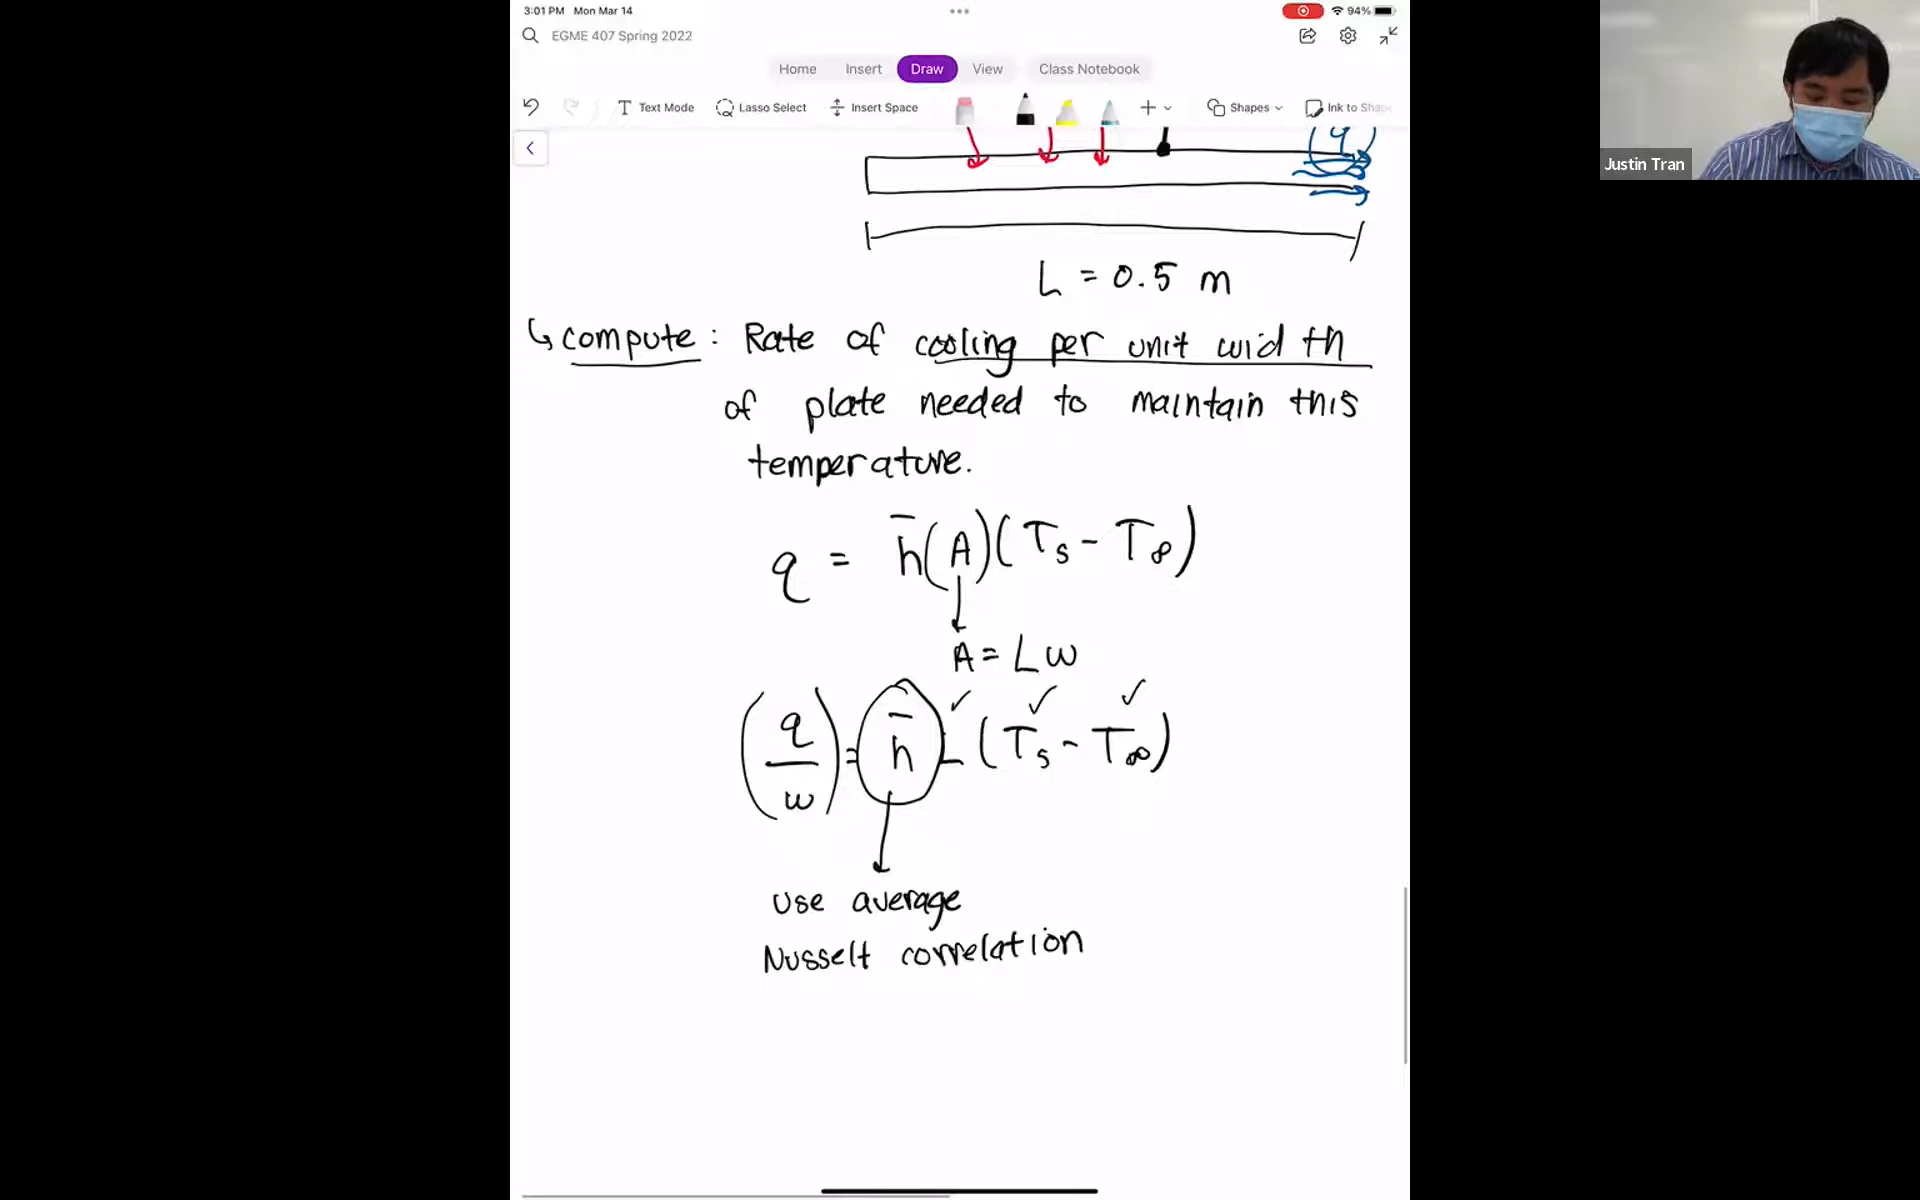 3:01 PM Mon Mar 14
94%
EGME 407 Spring 2022
Home Insert Draw View Class Notebook
Text Mode Lasso Select Insert Space Shapes Ink to Shape
Justin Tran
L = 0.5 m
↳ compute: Rate of cooling per unit width
of plate needed to maintain this
temperature.
q = h̄(A)(Ts - T∞)
A = Lw
(q/w) = h̄ L (Ts - T∞)
Use average
Nusselt correlation